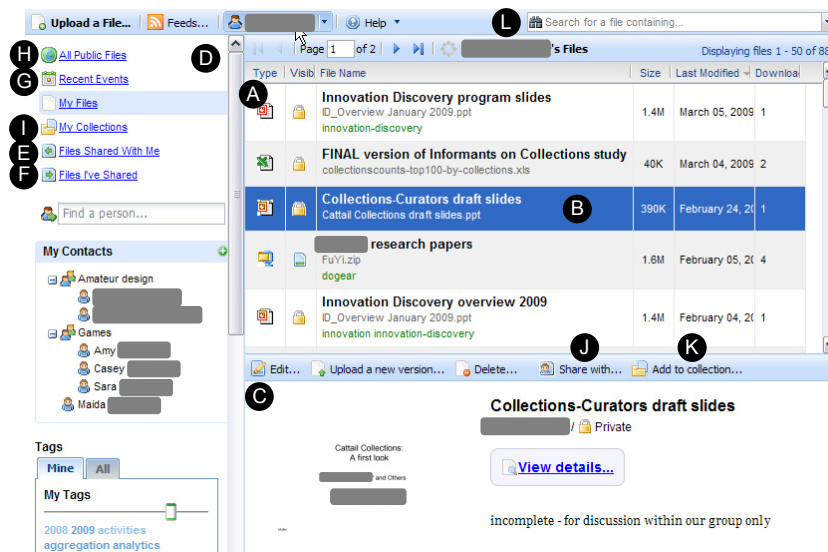 Upload a File... Feeds... Help L Search for a file containing...
H All Public Files D
G Recent Events
My Files
I My Collections
E Files Shared With Me
F Files I've Shared
Find a person...
My Contacts
Amateur design
Games
Amy
Casey
Sara
Maida
Tags
Mine All
My Tags
2008 2009 activities
aggregation analytics
Page 1 of 2 's Files Displaying files 1 - 50 of 88
Type Visib File Name Size Last Modified Downloa
A
Innovation Discovery program slides
ID_Overview January 2009.ppt 1.4M March 05, 2009 1
innovation-discovery
FINAL version of Informants on Collections study
collectionscounts-top100-by-collections.xls 40K March 04, 2009 2
Collections-Curators draft slides
Cattail Collections draft slides.ppt B 390K February 24, 20 1
research papers
FuYi.zip 1.6M February 05, 20 4
dogear
Innovation Discovery overview 2009
ID_Overview January 2009.ppt 1.4M February 04, 20 1
innovation innovation-discovery
J K
Edit... Upload a new version... Delete... Share with... Add to collection...
C
Cattail Collections:
A first look
and Others
Collections-Curators draft slides
/ Private
View details...
incomplete - for discussion within our group only